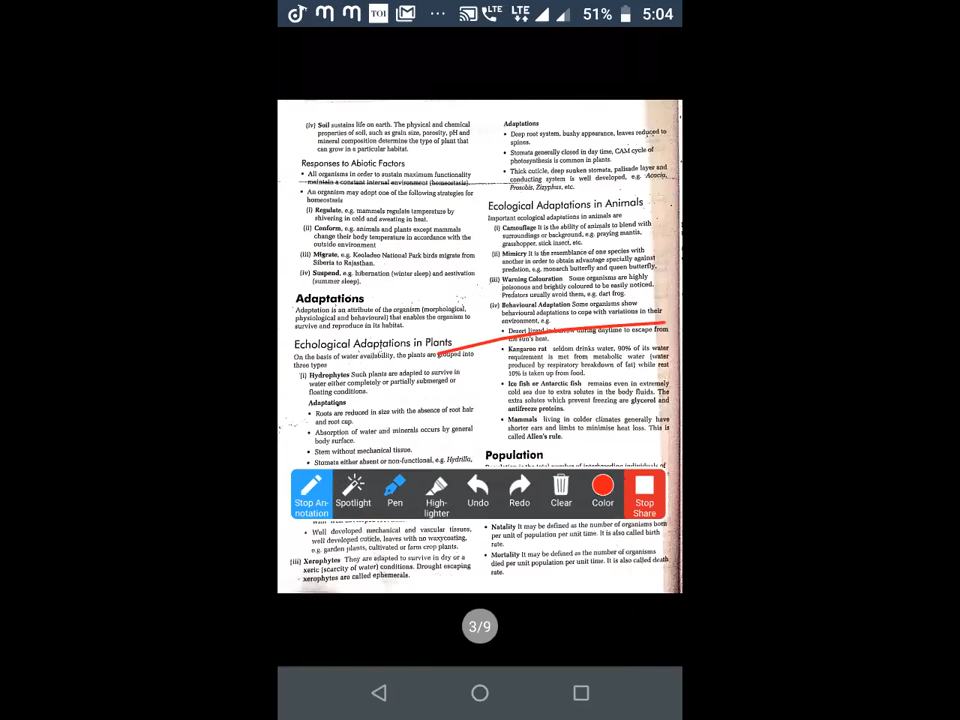 TOI
LTE
LTE
51%
5:04
(iv) Soil sustains life on earth. The physical and chemical
properties of soil, such as grain size, porosity, pH and
mineral composition determine the type of plant that
can grow in a particular habitat.
Responses to Abiotic Factors
• All organisms in order to sustain maximum functionality
maintain a constant internal environment (homeostasis).
• An organism may adopt one of the following strategies for
homeostasis
(i) Regulate, e.g. mammals regulate temperature by
shivering in cold and sweating in heat.
(ii) Conform, e.g. animals and plants except mammals
change their body temperature in accordance with the
outside environment
(iii) Migrate, e.g. Keoladeo National Park birds migrate from
Siberia to Rajasthan.
(iv) Suspend, e.g. hibernation (winter sleep) and aestivation
(summer sleep).
Adaptations
Adaptation is an attribute of the organism (morphological,
physiological and behavioural) that enables the organism to
survive and reproduce in its habitat.
Echological Adaptations in Plants
On the basis of water availability, the plants are grouped into
three types
(i) Hydrophytes Such plants are adapted to survive in
water either completely or partially submerged or
floating conditions.
Adaptations
• Roots are reduced in size with the absence of root hair
and root cap.
• Absorption of water and minerals occurs by general
body surface.
• Stem without mechanical tissue.
• Stomata either absent or non-functional, e.g. Hydrilla,
• Well developed mechanical and vascular tissues,
well developed cuticle, leaves with no waxycoating,
e.g. garden plants, cultivated or farm crop plants.
(iii) Xerophytes They are adapted to survive in dry or a
xeric (scarcity of water) conditions. Drought escaping
xerophytes are called ephemerals.
Adaptations
• Deep root system, bushy appearance, leaves reduced to
spines.
• Stomata generally closed in day time, CAM cycle of
photosynthesis is common in plants.
• Thick cuticle, deep sunken stomata, palisade layer and
conducting system is well developed, e.g. Acacia,
Prosobis, Zizyphus, etc.
Ecological Adaptations in Animals
Important ecological adaptations in animals are
(i) Camouflage It is the ability of animals to blend with
surroundings or background, e.g. praying mantis,
grasshopper, stick insect, etc.
(ii) Mimicry It is the resemblance of one species with
another in order to obtain advantage specially against
predation, e.g. monarch butterfly and queen butterfly.
(iii) Warning Colouration Some organisms are highly
poisonous and brightly coloured to be easily noticed.
Predators usually avoid them, e.g. dart frog.
(iv) Behavioural Adaptation Some organisms show
behavioural adaptations to cope with variations in their
environment, e.g.
• Desert lizard in burrow during daytime to escape from
the sun's heat.
• Kangaroo rat seldom drinks water, 90% of its water
requirement is met from metabolic water (water
produced by respiratory breakdown of fat) while rest
10% is taken up from food.
• Ice fish or Antarctic fish remains even in extremely
cold sea due to extra solutes in the body fluids. The
extra solutes which prevent freezing are glycerol and
antifreeze proteins.
• Mammals living in colder climates generally have
shorter ears and limbs to minimise heat loss. This is
called Allen's rule.
Population
Population is the total number of interbreeding individuals of
• Natality It may be defined as the number of organisms born
per unit of population per unit time. It is also called birth
rate.
• Mortality It may be defined as the number of organisms
died per unit population per unit time. It is also called death
rate.
Stop An-
notation
Spotlight
Pen
High-
lighter
Undo
Redo
Clear
Color
Stop
Share
3/9